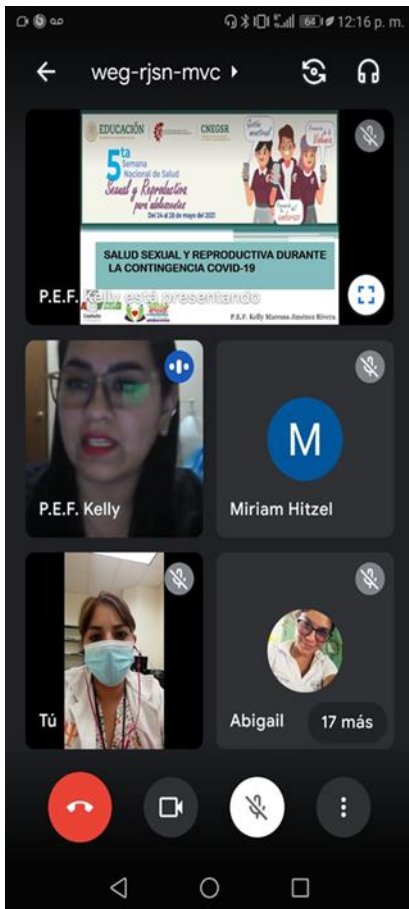 64 12:16 p. m.
weg-rjsn-mvc
EDUCACIÓN
CNEGSR
5ta
Semana
Nacional de Salud
Sexual y Reproductiva
para adolescentes
Del 24 al 28 de mayo del 2021
SALUD SEXUAL Y REPRODUCTIVA DURANTE
LA CONTINGENCIA COVID-19
P.E.F. Kelly está presentando
P.E.F. Kelly Maressa Jiménez Rivera
P.E.F. Kelly
M
Miriam Hitzel
Tú
Abigail
17 más